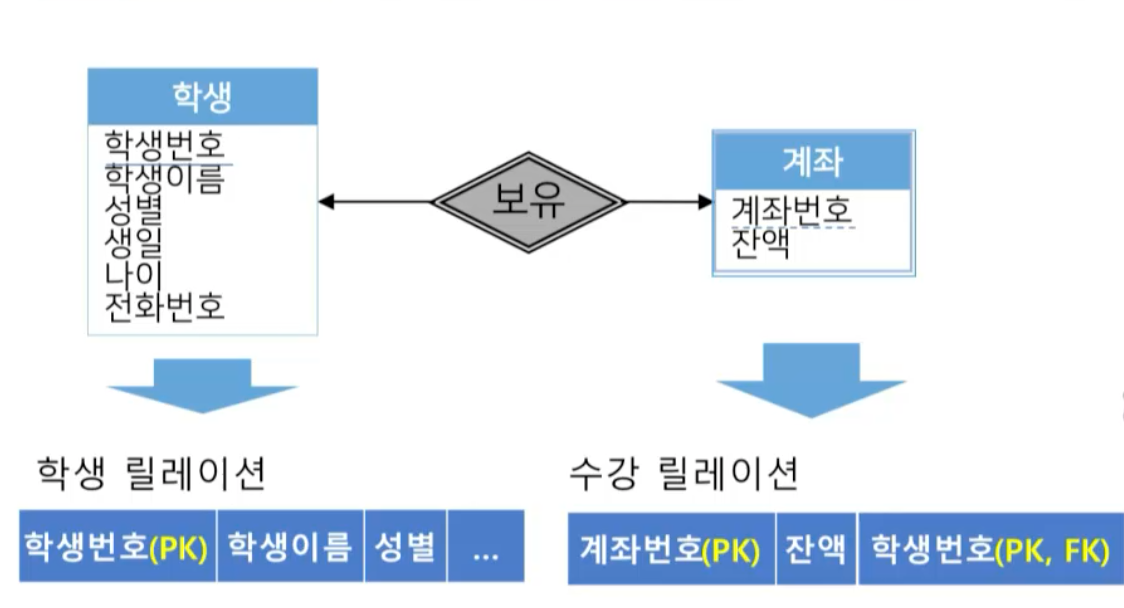 학생
학생번호
학생이름
성별
생일
나이
전화번호
보유
계좌
계좌번호
잔액
학생 릴레이션
학생번호(PK) 학생이름 성별 ...
수강 릴레이션
계좌번호(PK) 잔액 학생번호(PK, FK)